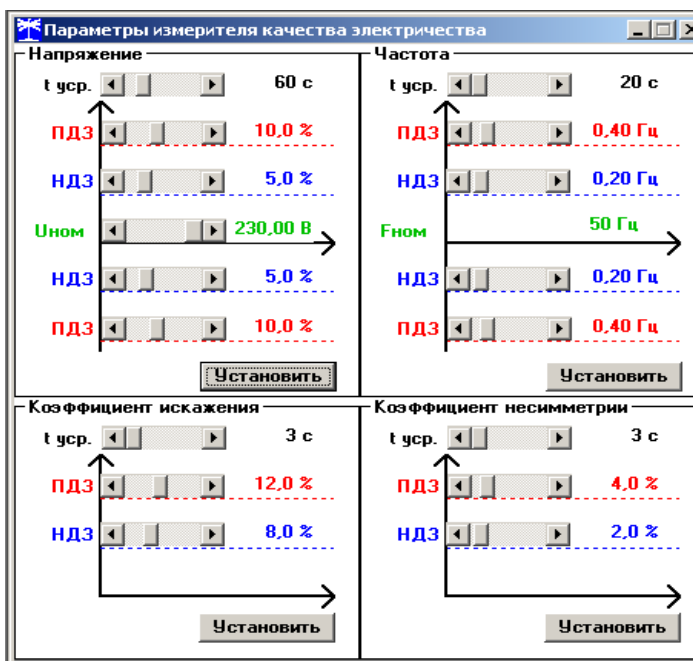 Параметры измерителя качества электричества
Напряжение
t уср. 60 с
ПДЗ 10,0 %
НДЗ 5,0 %
Uном 230,00 В
НДЗ 5,0 %
ПДЗ 10,0 %
Установить
Частота
t уср. 20 с
ПДЗ 0,40 Гц
НДЗ 0,20 Гц
Fном 50 Гц
НДЗ 0,20 Гц
ПДЗ 0,40 Гц
Установить
Коэффициент искажения
t уср. 3 с
ПДЗ 12,0 %
НДЗ 8,0 %
Установить
Коэффициент несимметрии
t уср. 3 с
ПДЗ 4,0 %
НДЗ 2,0 %
Установить